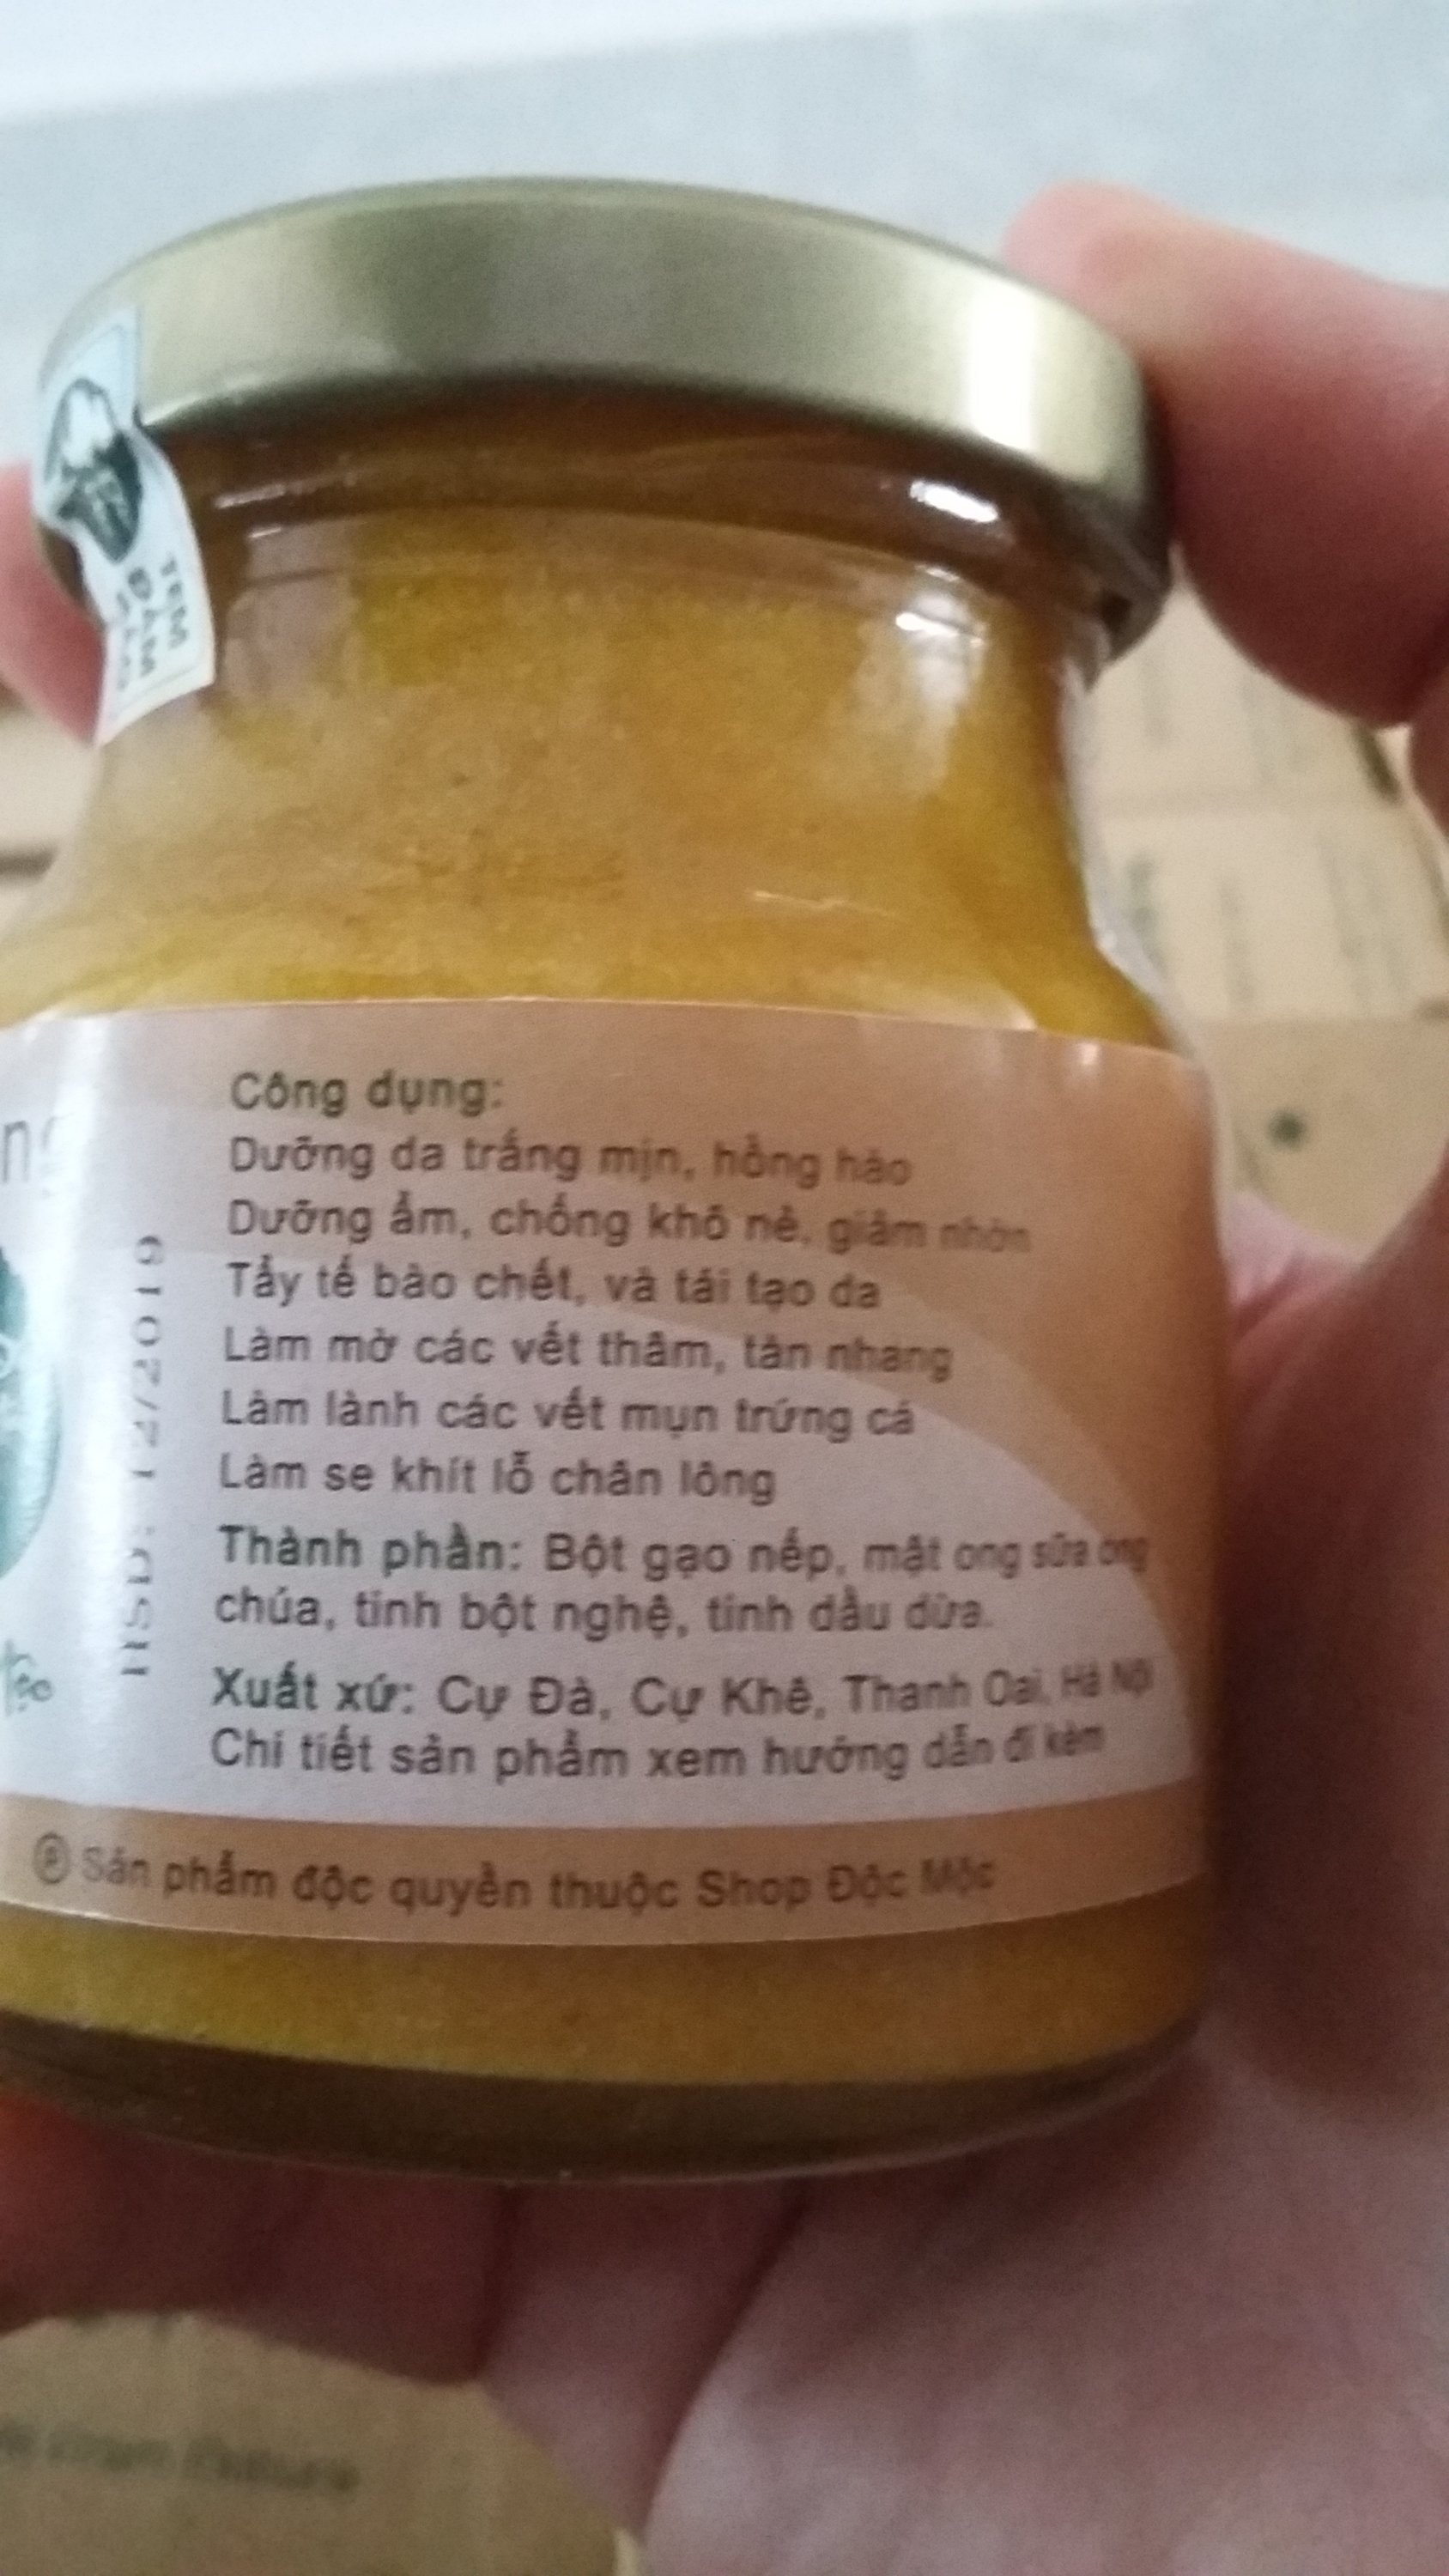 TEM
ĐẢM
Công dụng:
Dưỡng da trắng mịn, hồng hào
Dưỡng ẩm, chống khô nẻ, giảm nhờn
Tẩy tế bào chết, và tái tạo da
Làm mờ các vết thâm, tàn nhang
Làm lành các vết mụn trứng cá
Làm se khít lỗ chân lông
Thành phần: Bột gạo nếp, mật ong sữa ong
chúa, tinh bột nghệ, tinh dầu dừa.
Xuất xứ: Cự Đà, Cự Khê, Thanh Oai, Hà Nội
Chi tiết sản phẩm xem hướng dẫn đi kèm
HSD: 12/2019
® Sản phẩm độc quyền thuộc Shop Độc Mộc